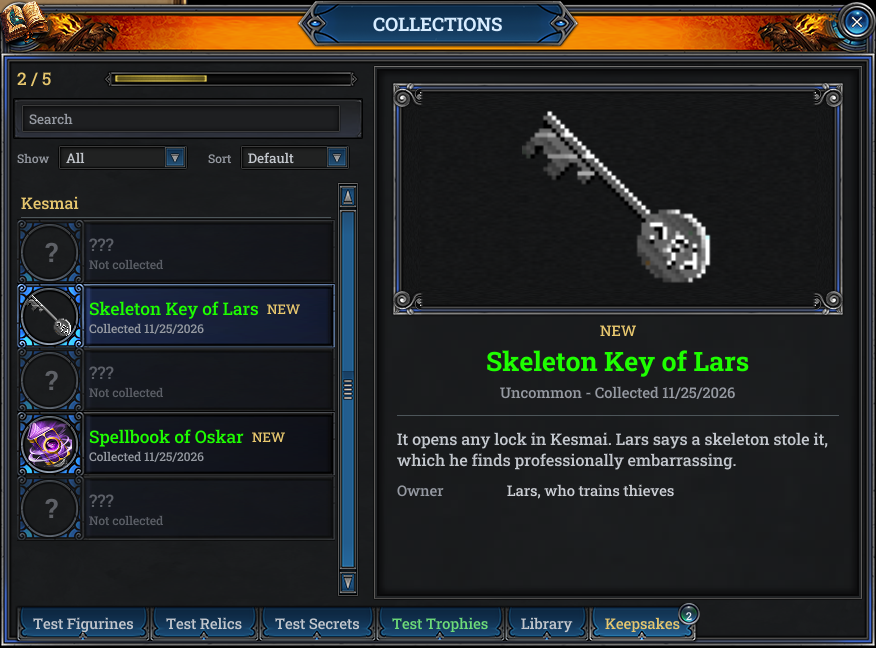 COLLECTIONS
2 / 5
Search
Show All Sort Default
Kesmai
? ???
Not collected
Skeleton Key of Lars NEW
Collected 11/25/2026
? ???
Not collected
Spellbook of Oskar NEW
Collected 11/25/2026
? ???
Not collected
NEW
Skeleton Key of Lars
Uncommon - Collected 11/25/2026
It opens any lock in Kesmai. Lars says a skeleton stole it,
which he finds professionally embarrassing.
Owner Lars, who trains thieves
Test Figurines Test Relics Test Secrets Test Trophies Library Keepsakes 2